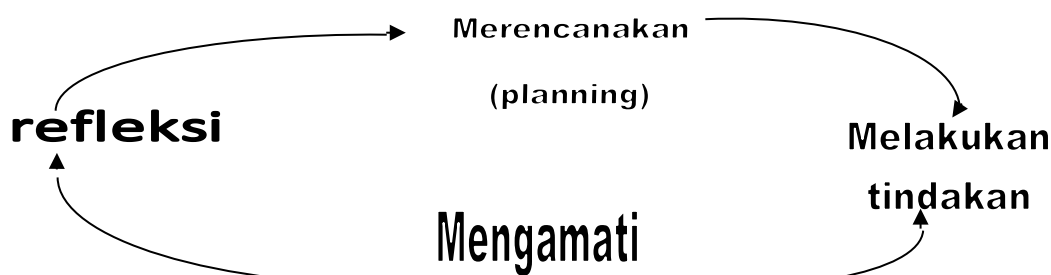 Merencanakan
(planning)
refleksi
Melakukan
tindakan
Mengamati